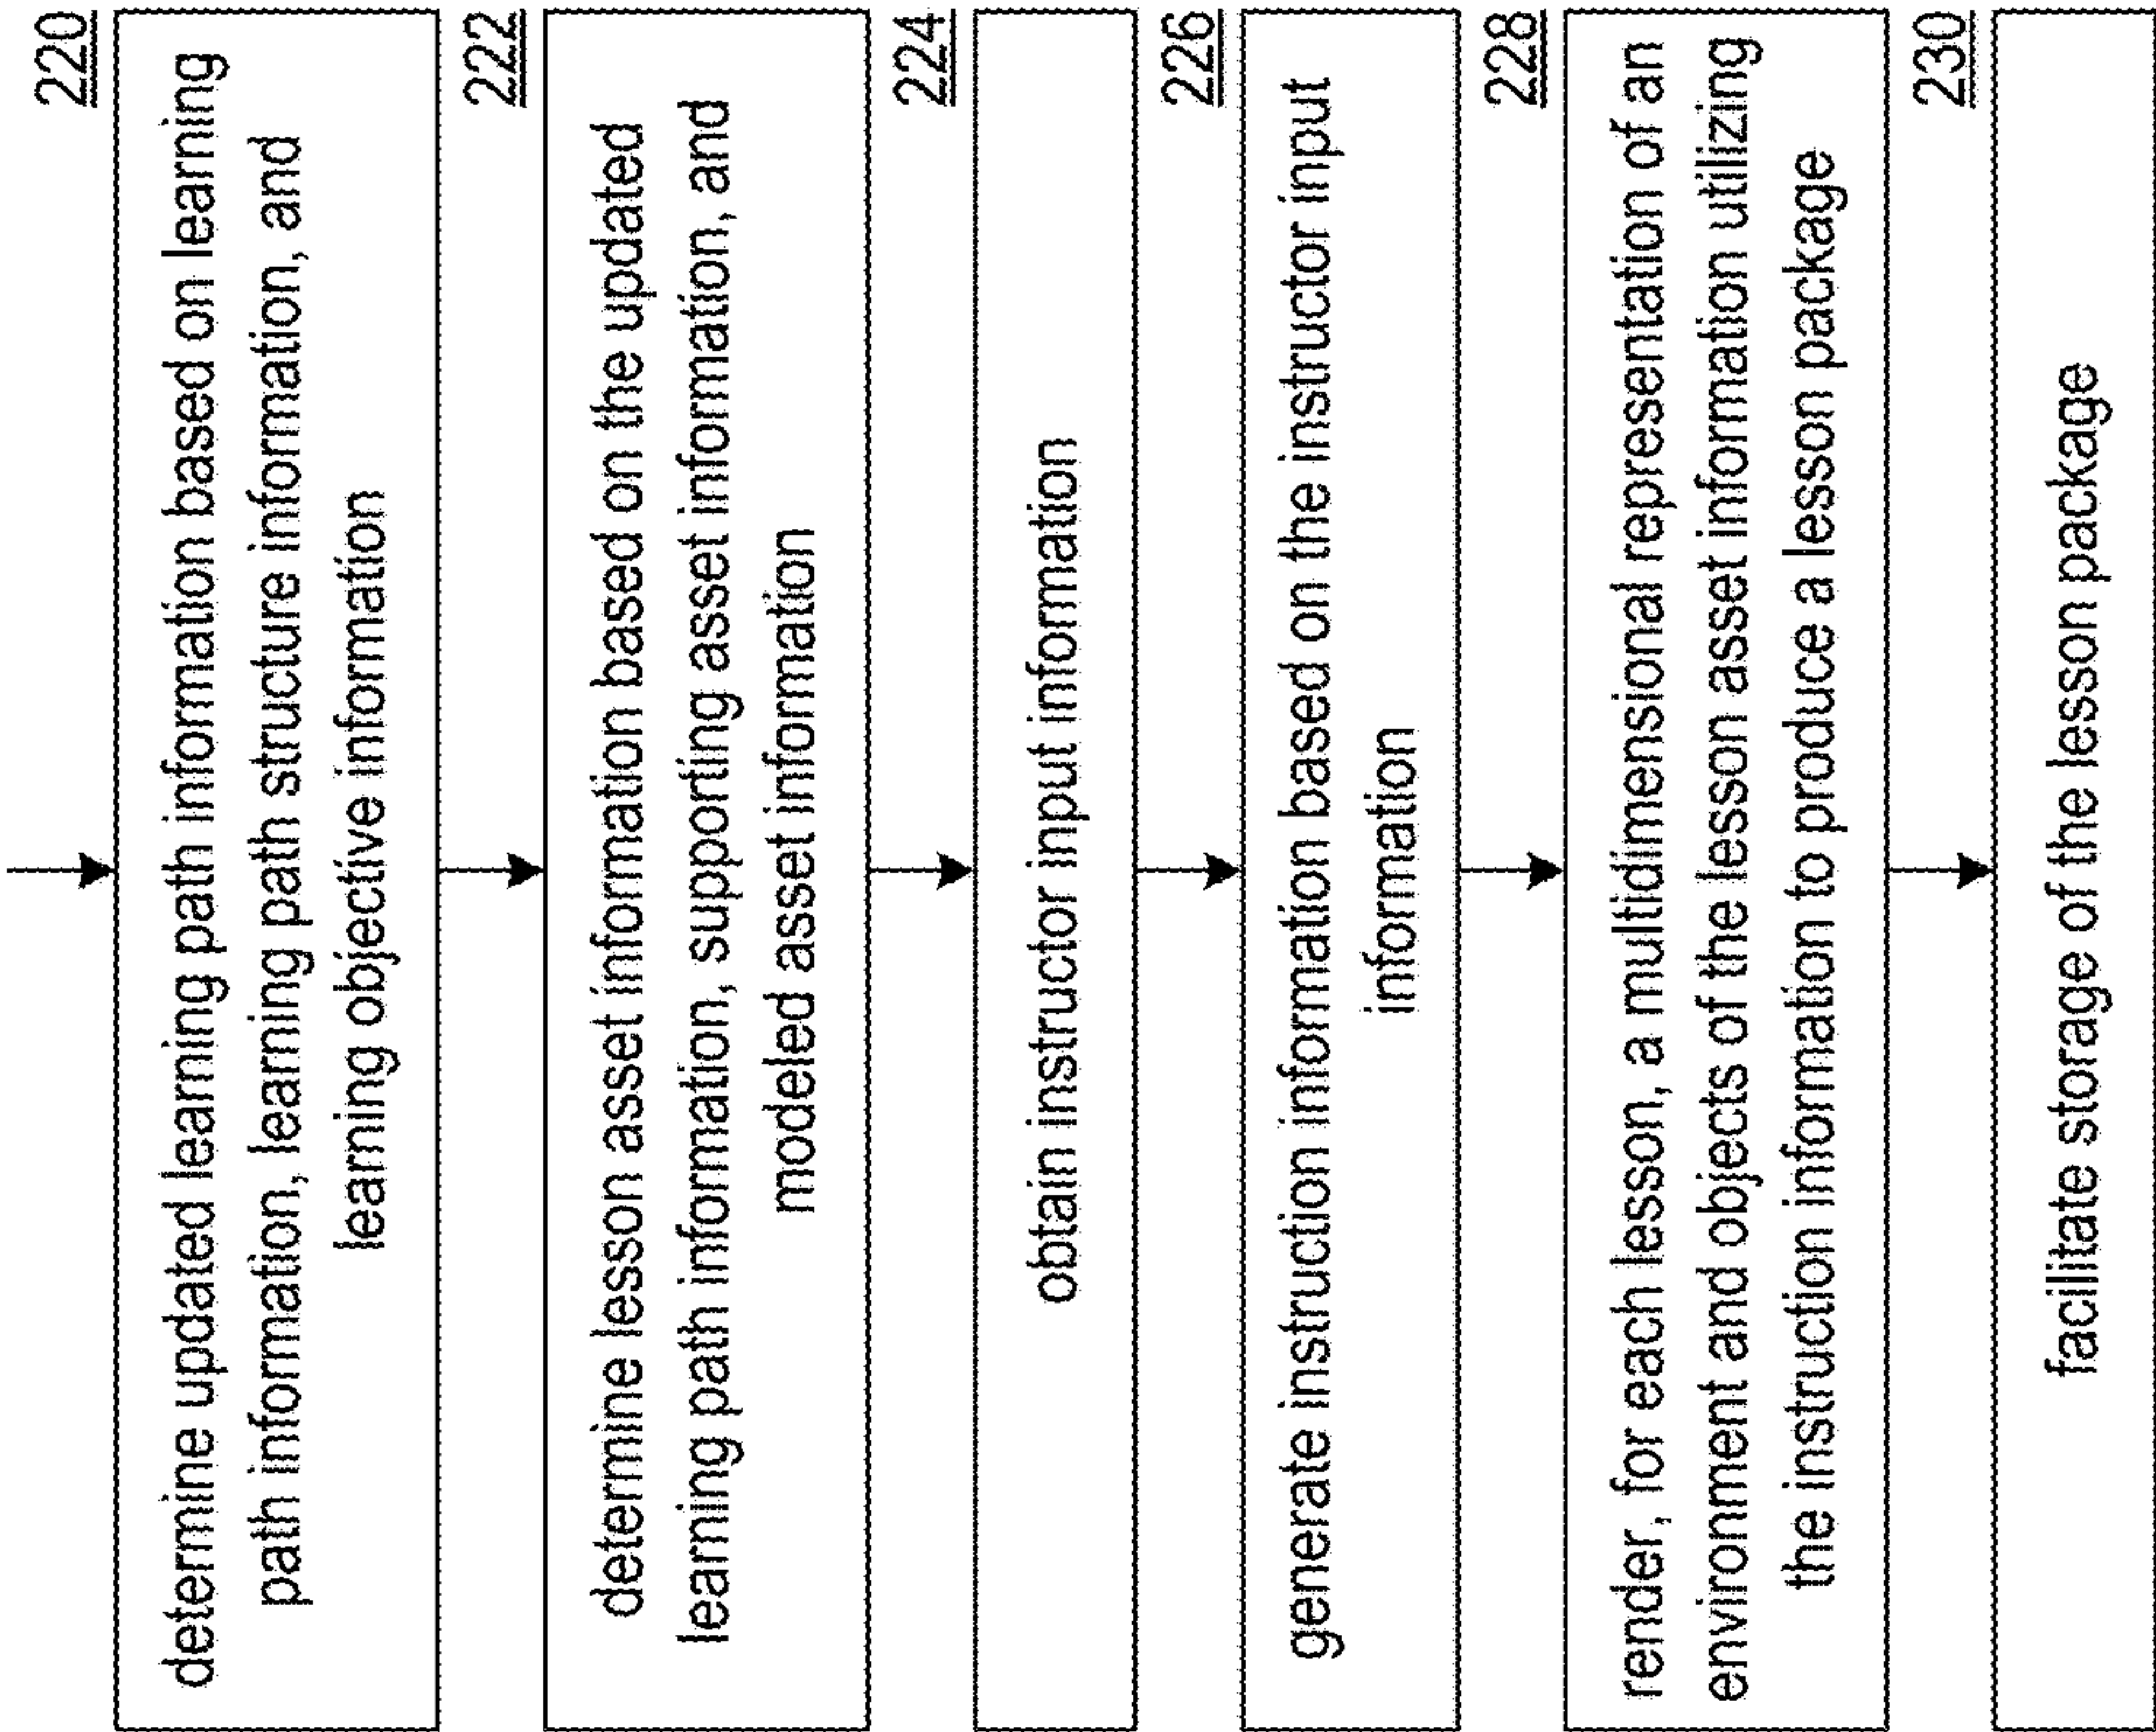 220
determine updated learning path information based on learning
path information, learning path structure information, and
learning objective information
222
determine lesson asset information based on the updated
learning path information, supporting asset information, and
modeled asset information
224
obtain instructor input information
226
generate instruction information based on the instructor input
information
228
render, for each lesson, a multidimensional representation of an
environment and objects of the lesson asset information utilizing
the instruction information to produce a lesson package
230
facilitate storage of the lesson package